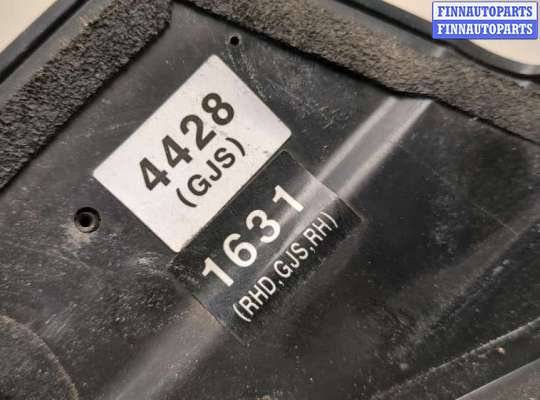 FINNAUTOPARTS
FINNAUTOPARTS
4428
(GJS)
1631
(RHD,GJS,RH)